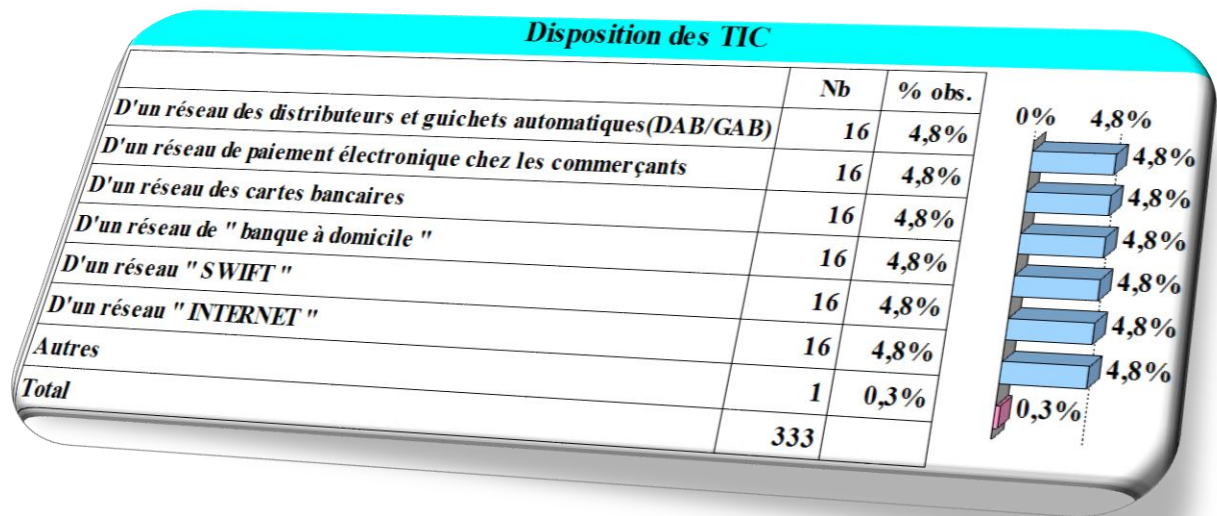 Disposition des TIC
Nb % obs.
D'un réseau des distributeurs et guichets automatiques(DAB/GAB) 16 4,8%
D'un réseau de paiement électronique chez les commerçants 16 4,8%
D'un réseau des cartes bancaires 16 4,8%
D'un réseau de " banque à domicile " 16 4,8%
D'un réseau " SWIFT " 16 4,8%
D'un réseau " INTERNET " 16 4,8%
Autres 1 0,3%
Total 333
0% 4,8%
4,8%
4,8%
4,8%
4,8%
4,8%
4,8%
0,3%